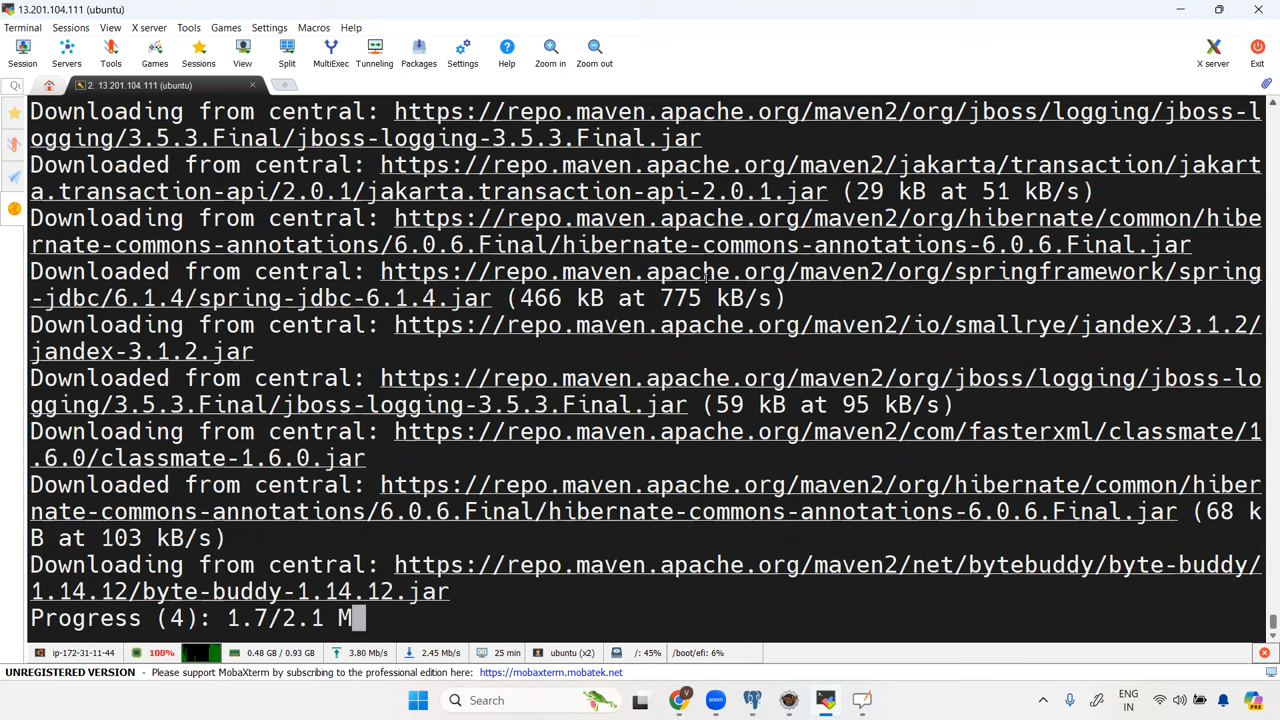 13.201.104.111 (ubuntu)
Terminal Sessions View X server Tools Games Settings Macros Help
Session Servers Tools Games Sessions View Split MultiExec Tunneling Packages Settings Help Zoom in Zoom out X server Exit
Qu 2. 13.201.104.111 (ubuntu)
Downloading from central: https://repo.maven.apache.org/maven2/org/jboss/logging/jboss-l
ogging/3.5.3.Final/jboss-logging-3.5.3.Final.jar
Downloaded from central: https://repo.maven.apache.org/maven2/jakarta/transaction/jakart
a.transaction-api/2.0.1/jakarta.transaction-api-2.0.1.jar (29 kB at 51 kB/s)
Downloading from central: https://repo.maven.apache.org/maven2/org/hibernate/common/hibe
rnate-commons-annotations/6.0.6.Final/hibernate-commons-annotations-6.0.6.Final.jar
Downloaded from central: https://repo.maven.apache.org/maven2/org/springframework/spring
-jdbc/6.1.4/spring-jdbc-6.1.4.jar (466 kB at 775 kB/s)
Downloading from central: https://repo.maven.apache.org/maven2/io/smallrye/jandex/3.1.2/
jandex-3.1.2.jar
Downloaded from central: https://repo.maven.apache.org/maven2/org/jboss/logging/jboss-lo
gging/3.5.3.Final/jboss-logging-3.5.3.Final.jar (59 kB at 95 kB/s)
Downloading from central: https://repo.maven.apache.org/maven2/com/fasterxml/classmate/1
.6.0/classmate-1.6.0.jar
Downloaded from central: https://repo.maven.apache.org/maven2/org/hibernate/common/hiber
nate-commons-annotations/6.0.6.Final/hibernate-commons-annotations-6.0.6.Final.jar (68 k
B at 103 kB/s)
Downloading from central: https://repo.maven.apache.org/maven2/net/bytebuddy/byte-buddy/
1.14.12/byte-buddy-1.14.12.jar
Progress (4): 1.7/2.1 M
ip-172-31-11-44 100% 0.48 GB / 0.93 GB 3.80 Mb/s 2.45 Mb/s 25 min ubuntu (x2) /: 45% /boot/efi: 6%
UNREGISTERED VERSION - Please support MobaXterm by subscribing to the professional edition here: https://mobaxterm.mobatek.net
Search zoom ENG
IN PRE